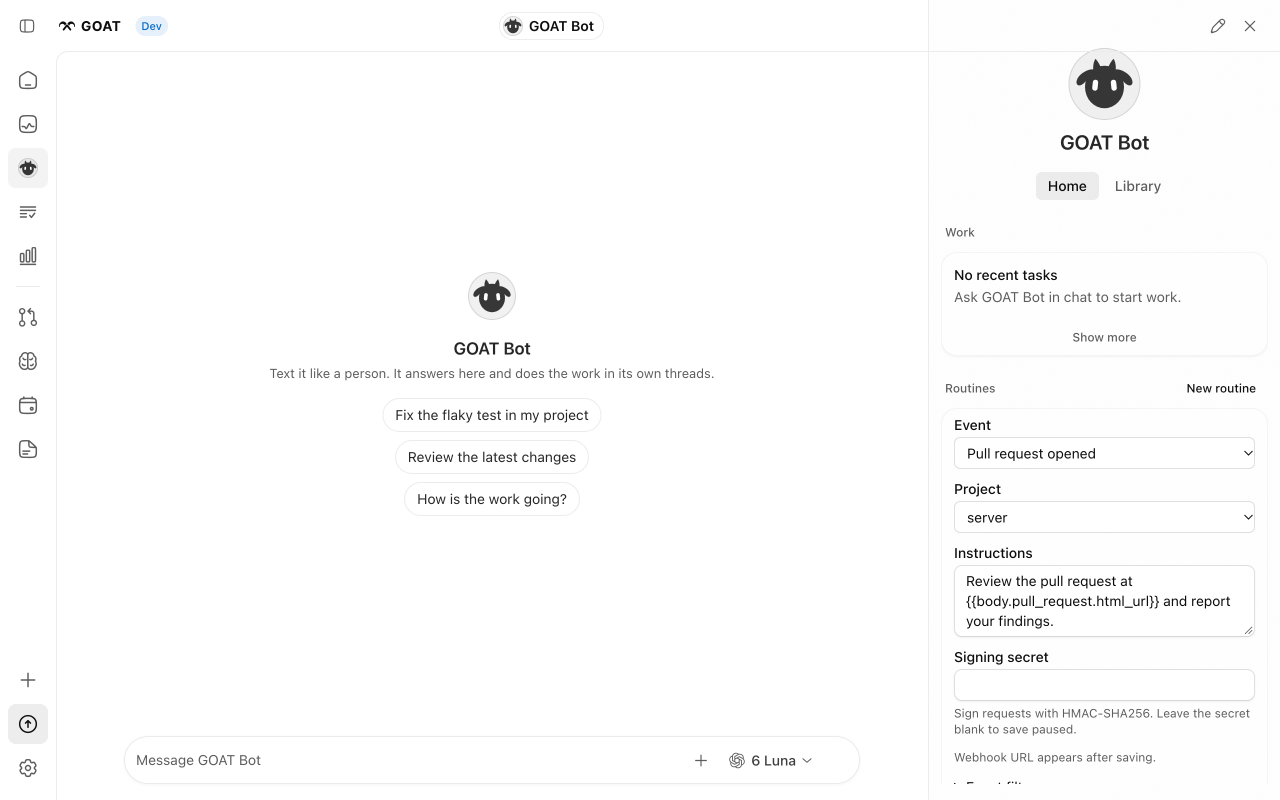 GOAT
Dev
GOAT Bot
GOAT Bot
Home
Library
Work
No recent tasks
Ask GOAT Bot in chat to start work.
Show more
Routines
New routine
Event
Pull request opened
Project
server
Instructions
Review the pull request at
{{body.pull_request.html_url}} and report
your findings.
Signing secret
Sign requests with HMAC-SHA256. Leave the secret
blank to save paused.
Webhook URL appears after saving.
GOAT Bot
Text it like a person. It answers here and does the work in its own threads.
Fix the flaky test in my project
Review the latest changes
How is the work going?
Message GOAT Bot
6 Luna